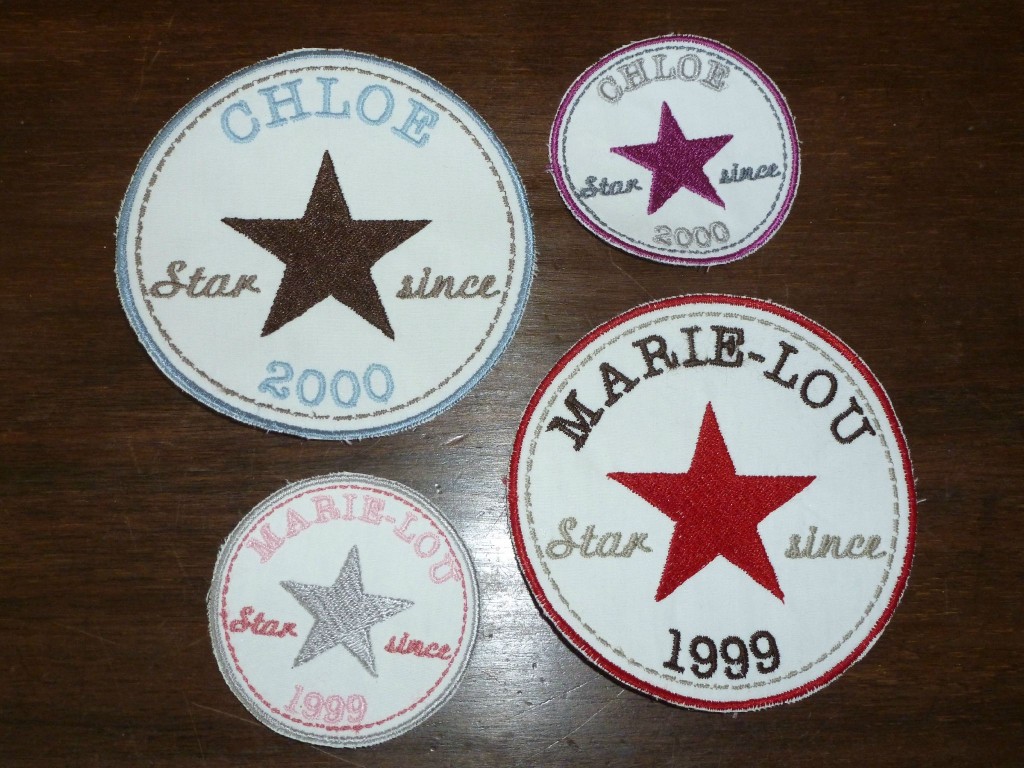 CHLOE
Star since
2000
CHLOE
Star since
2000
MARIE-LOU
Star since
1999
MARIE-LOU
Star since
1999